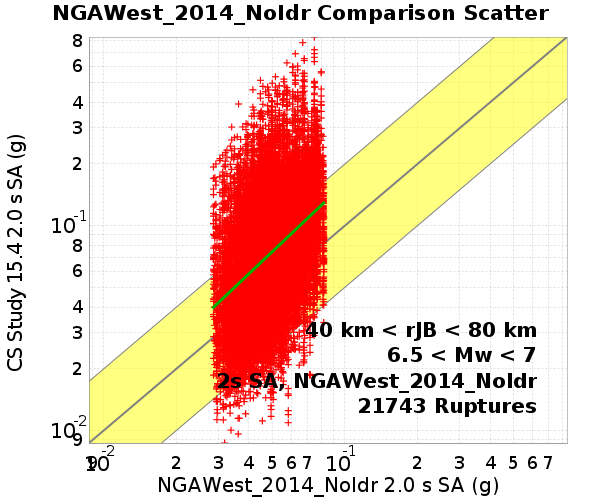 NGAWest_2014_NoIdr Comparison Scatter
8
6
4
3
2
10-1
8
6
4
3
2
10-2
9
CS Study 15.4 2.0 s SA (g)
40 km < rJB < 80 km
6.5 < Mw < 7
2s SA, NGAWest_2014_NoIdr
21743 Ruptures
9 10-2 2 3 4 5 6 7 10-1 2 3 4 5 6 7
NGAWest_2014_NoIdr 2.0 s SA (g)